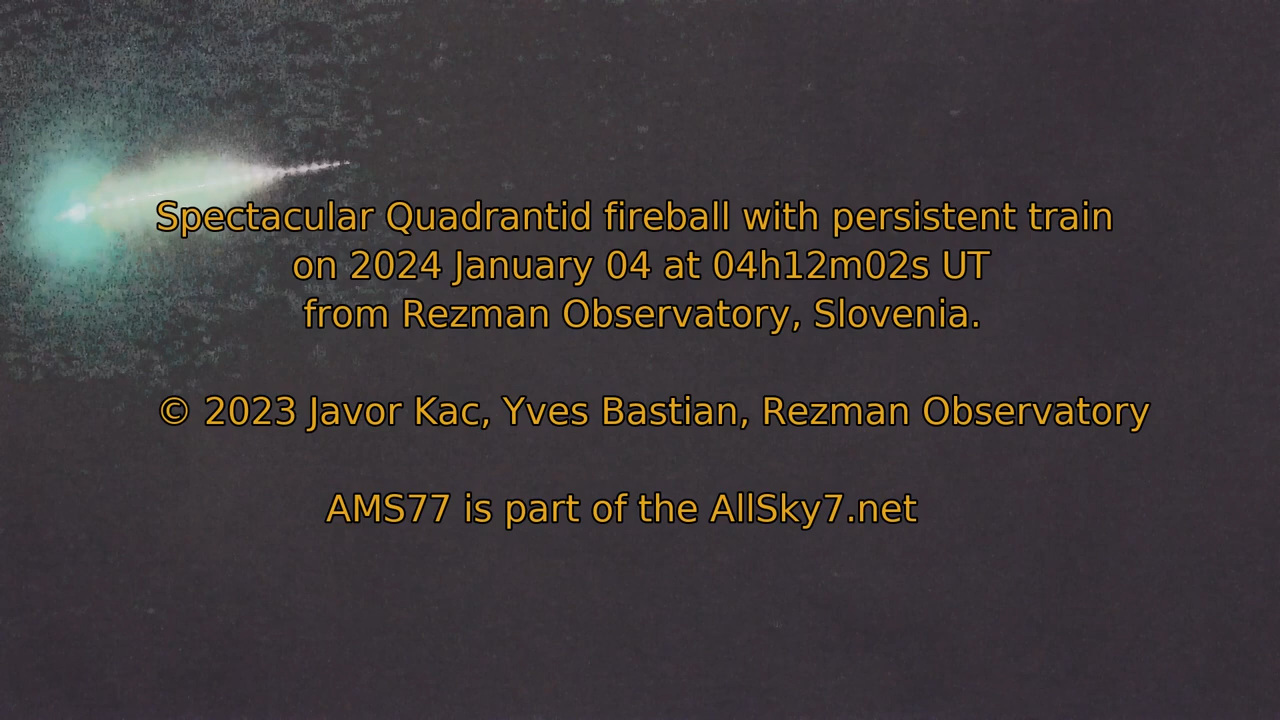 Spectacular Quadrantid fireball with persistent train
on 2024 January 04 at 04h12m02s UT
from Rezman Observatory, Slovenia.
© 2023 Javor Kac, Yves Bastian, Rezman Observatory
AMS77 is part of the AllSky7.net